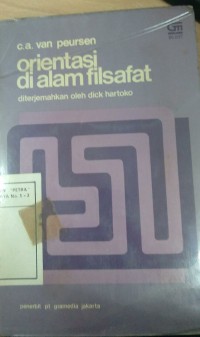 c.a. van peursen
orientasi
di alam filsafat
diterjemahkan oleh dick hartoko
penerbit pt gramedia jakarta